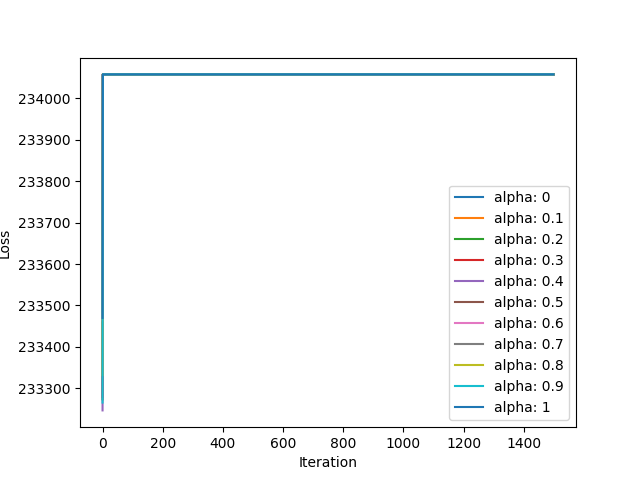 234000
233900
233800
233700
233600
233500
233400
233300
Loss
0
200
400
600
800
1000
1200
1400
Iteration
alpha: 0
alpha: 0.1
alpha: 0.2
alpha: 0.3
alpha: 0.4
alpha: 0.5
alpha: 0.6
alpha: 0.7
alpha: 0.8
alpha: 0.9
alpha: 1